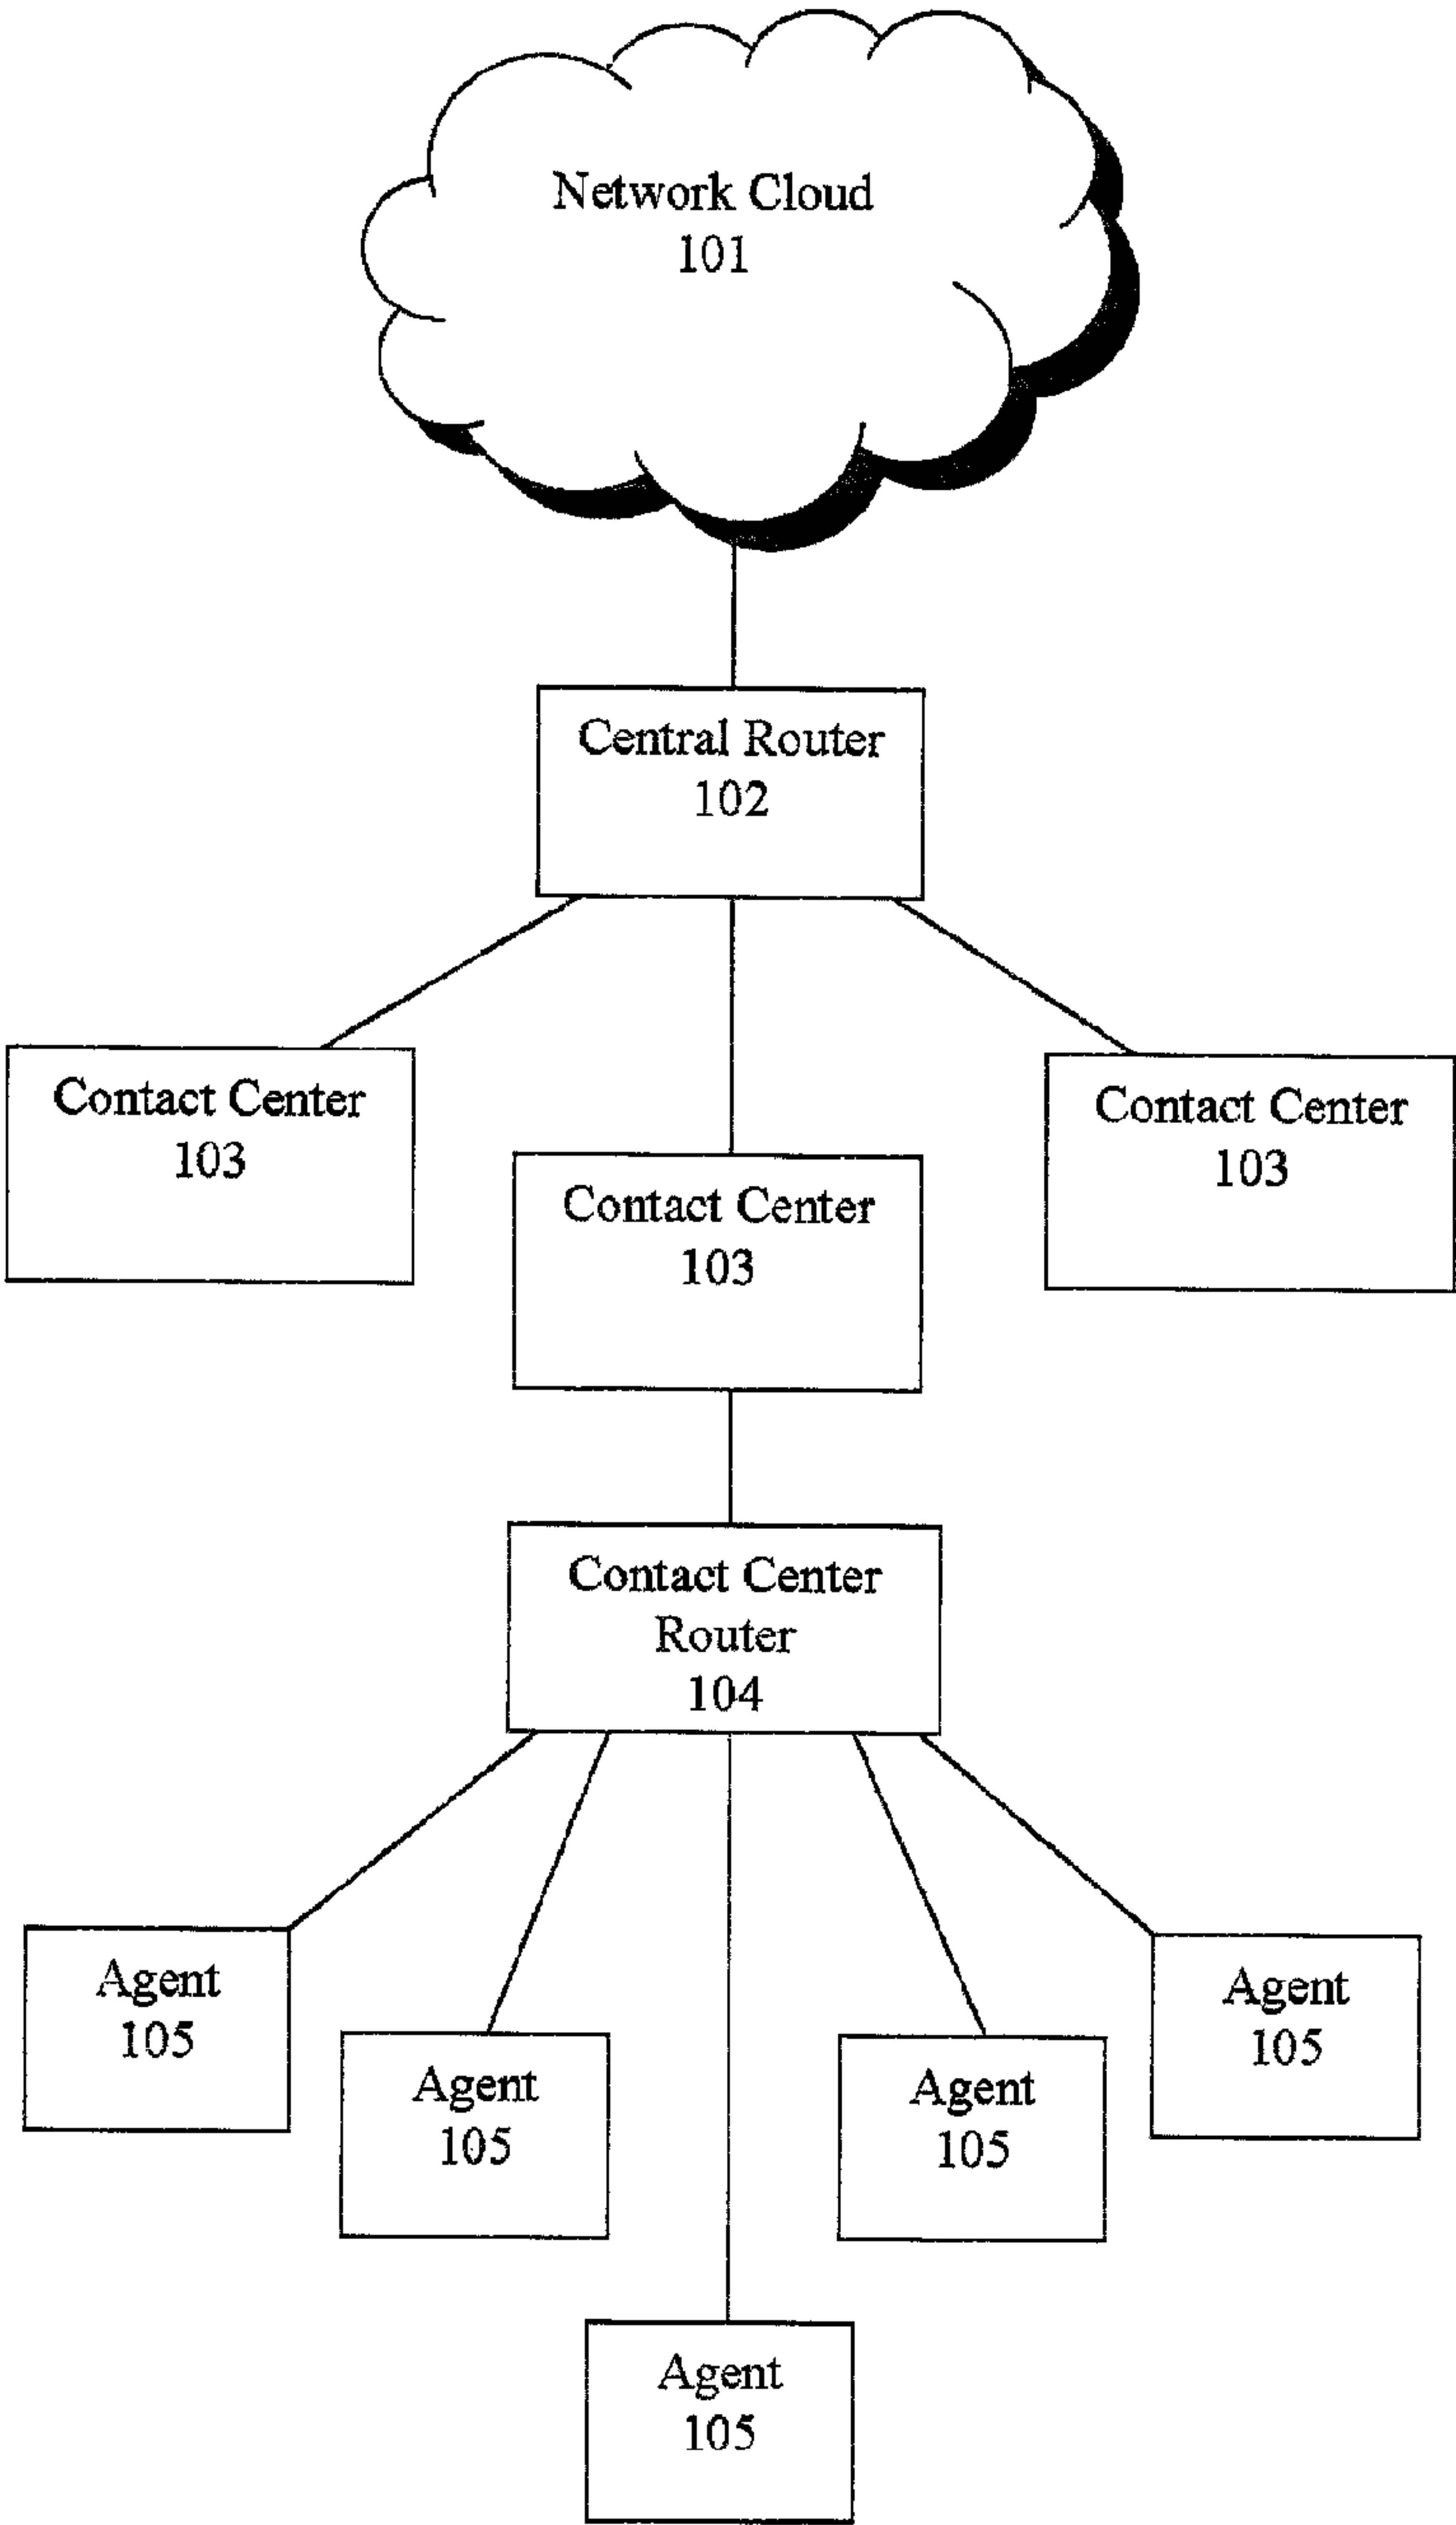 Network Cloud
101
Central Router
102
Contact Center
103
Contact Center
103
Contact Center
103
Contact Center
Router
104
Agent
105
Agent
105
Agent
105
Agent
105
Agent
105